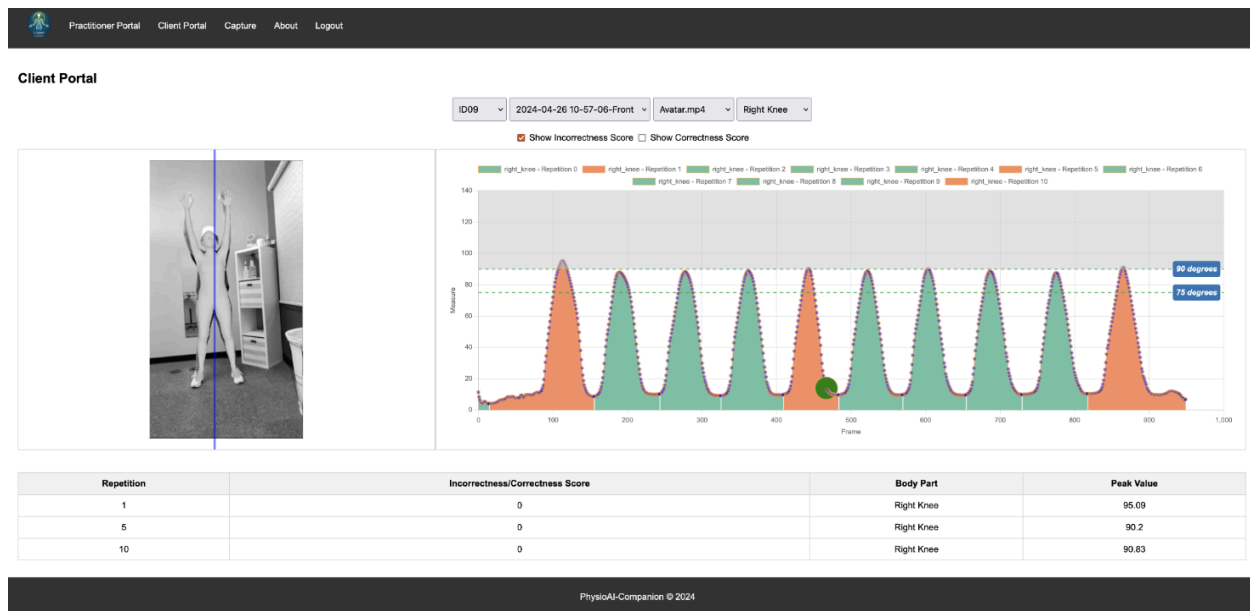 Practitioner Portal Client Portal Capture About Logout
Client Portal
ID09 2024-04-26 10-57-06-Front Avatar.mp4 Right Knee
Show Incorrectness Score Show Correctness Score
right_knee - Repetition 0 right_knee - Repetition 1 right_knee - Repetition 2 right_knee - Repetition 3 right_knee - Repetition 4 right_knee - Repetition 5 right_knee - Repetition 6
right_knee - Repetition 7 right_knee - Repetition 8 right_knee - Repetition 9 right_knee - Repetition 10
140
120
100
90 degrees
80
75 degrees
Measure
60
40
20
0
0 100 200 300 400 500 600 700 800 900 1,000
Frame
Repetition Incorrectness/Correctness Score Body Part Peak Value
1 0 Right Knee 95.09
5 0 Right Knee 90.2
10 0 Right Knee 90.83
PhysioAI-Companion © 2024